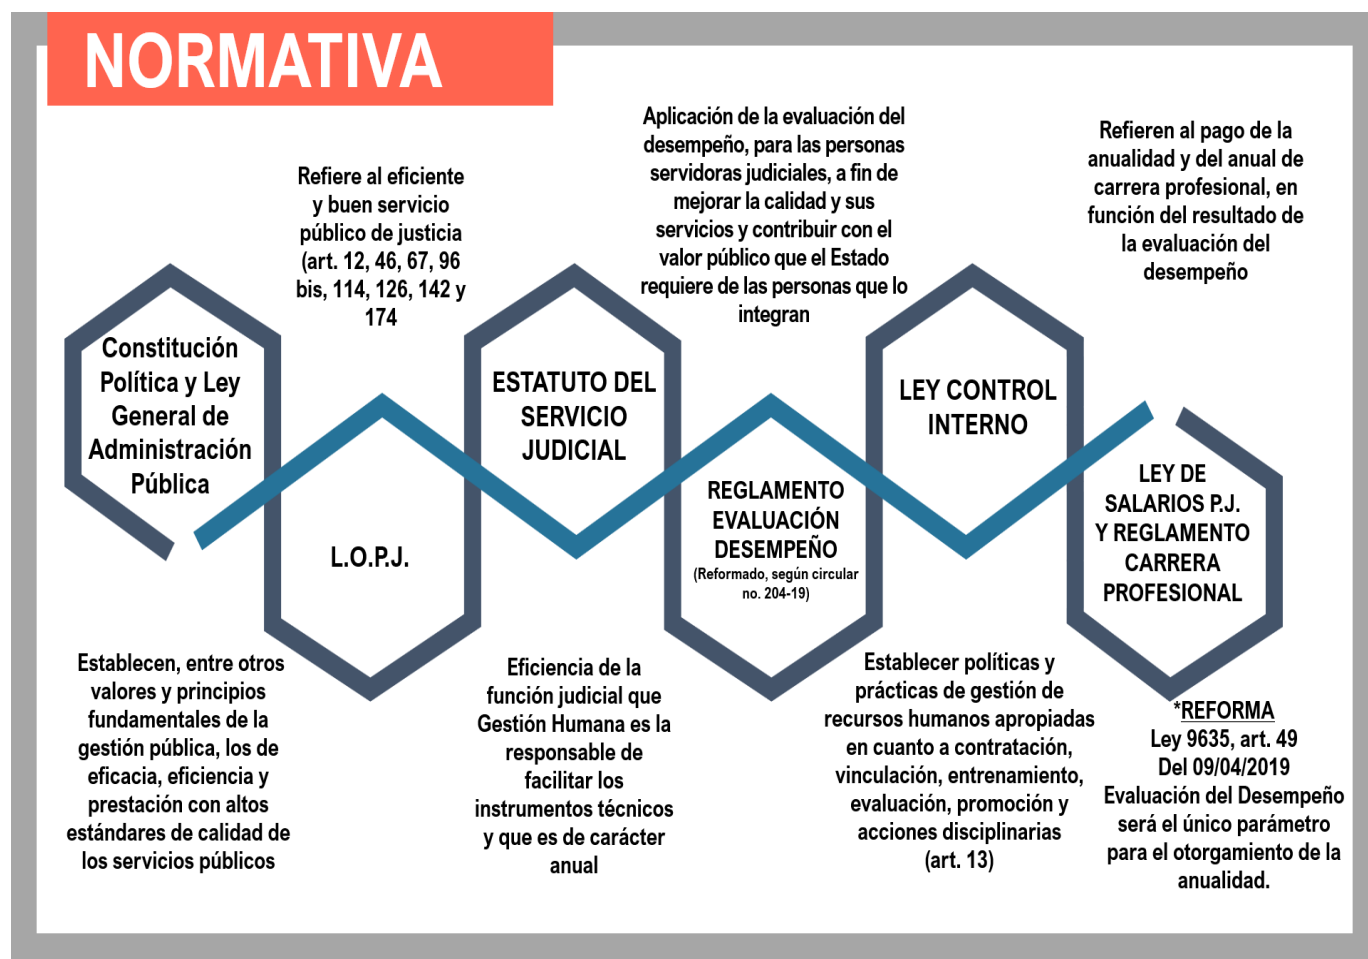 NORMATIVA
Constitución
Política y Ley
General de
Administración
Pública
Establecen, entre otros
valores y principios
fundamentales de la
gestión pública, los de
eficacia, eficiencia y
prestación con altos
estándares de calidad de
los servicios públicos
Refiere al eficiente
y buen servicio
público de justicia
(art. 12, 46, 67, 96
bis, 114, 126, 142 y
174
L.O.P.J.
ESTATUTO DEL
SERVICIO
JUDICIAL
Eficiencia de la
función judicial que
Gestión Humana es la
responsable de
facilitar los
instrumentos técnicos
y que es de carácter
anual
Aplicación de la evaluación del
desempeño, para las personas
servidoras judiciales, a fin de
mejorar la calidad y sus
servicios y contribuir con el
valor público que el Estado
requiere de las personas que lo
integran
REGLAMENTO
EVALUACIÓN
DESEMPEÑO
(Reformado, según circular
no. 204-19)
LEY CONTROL
INTERNO
Establecer políticas y
prácticas de gestión de
recursos humanos apropiadas
en cuanto a contratación,
vinculación, entrenamiento,
evaluación, promoción y
acciones disciplinarias
(art. 13)
Refieren al pago de la
anualidad y del anual de
carrera profesional, en
función del resultado de
la evaluación del
desempeño
LEY DE
SALARIOS P.J.
Y REGLAMENTO
CARRERA
PROFESIONAL
*REFORMA
Ley 9635, art. 49
Del 09/04/2019
Evaluación del Desempeño
será el único parámetro
para el otorgamiento de la
anualidad.